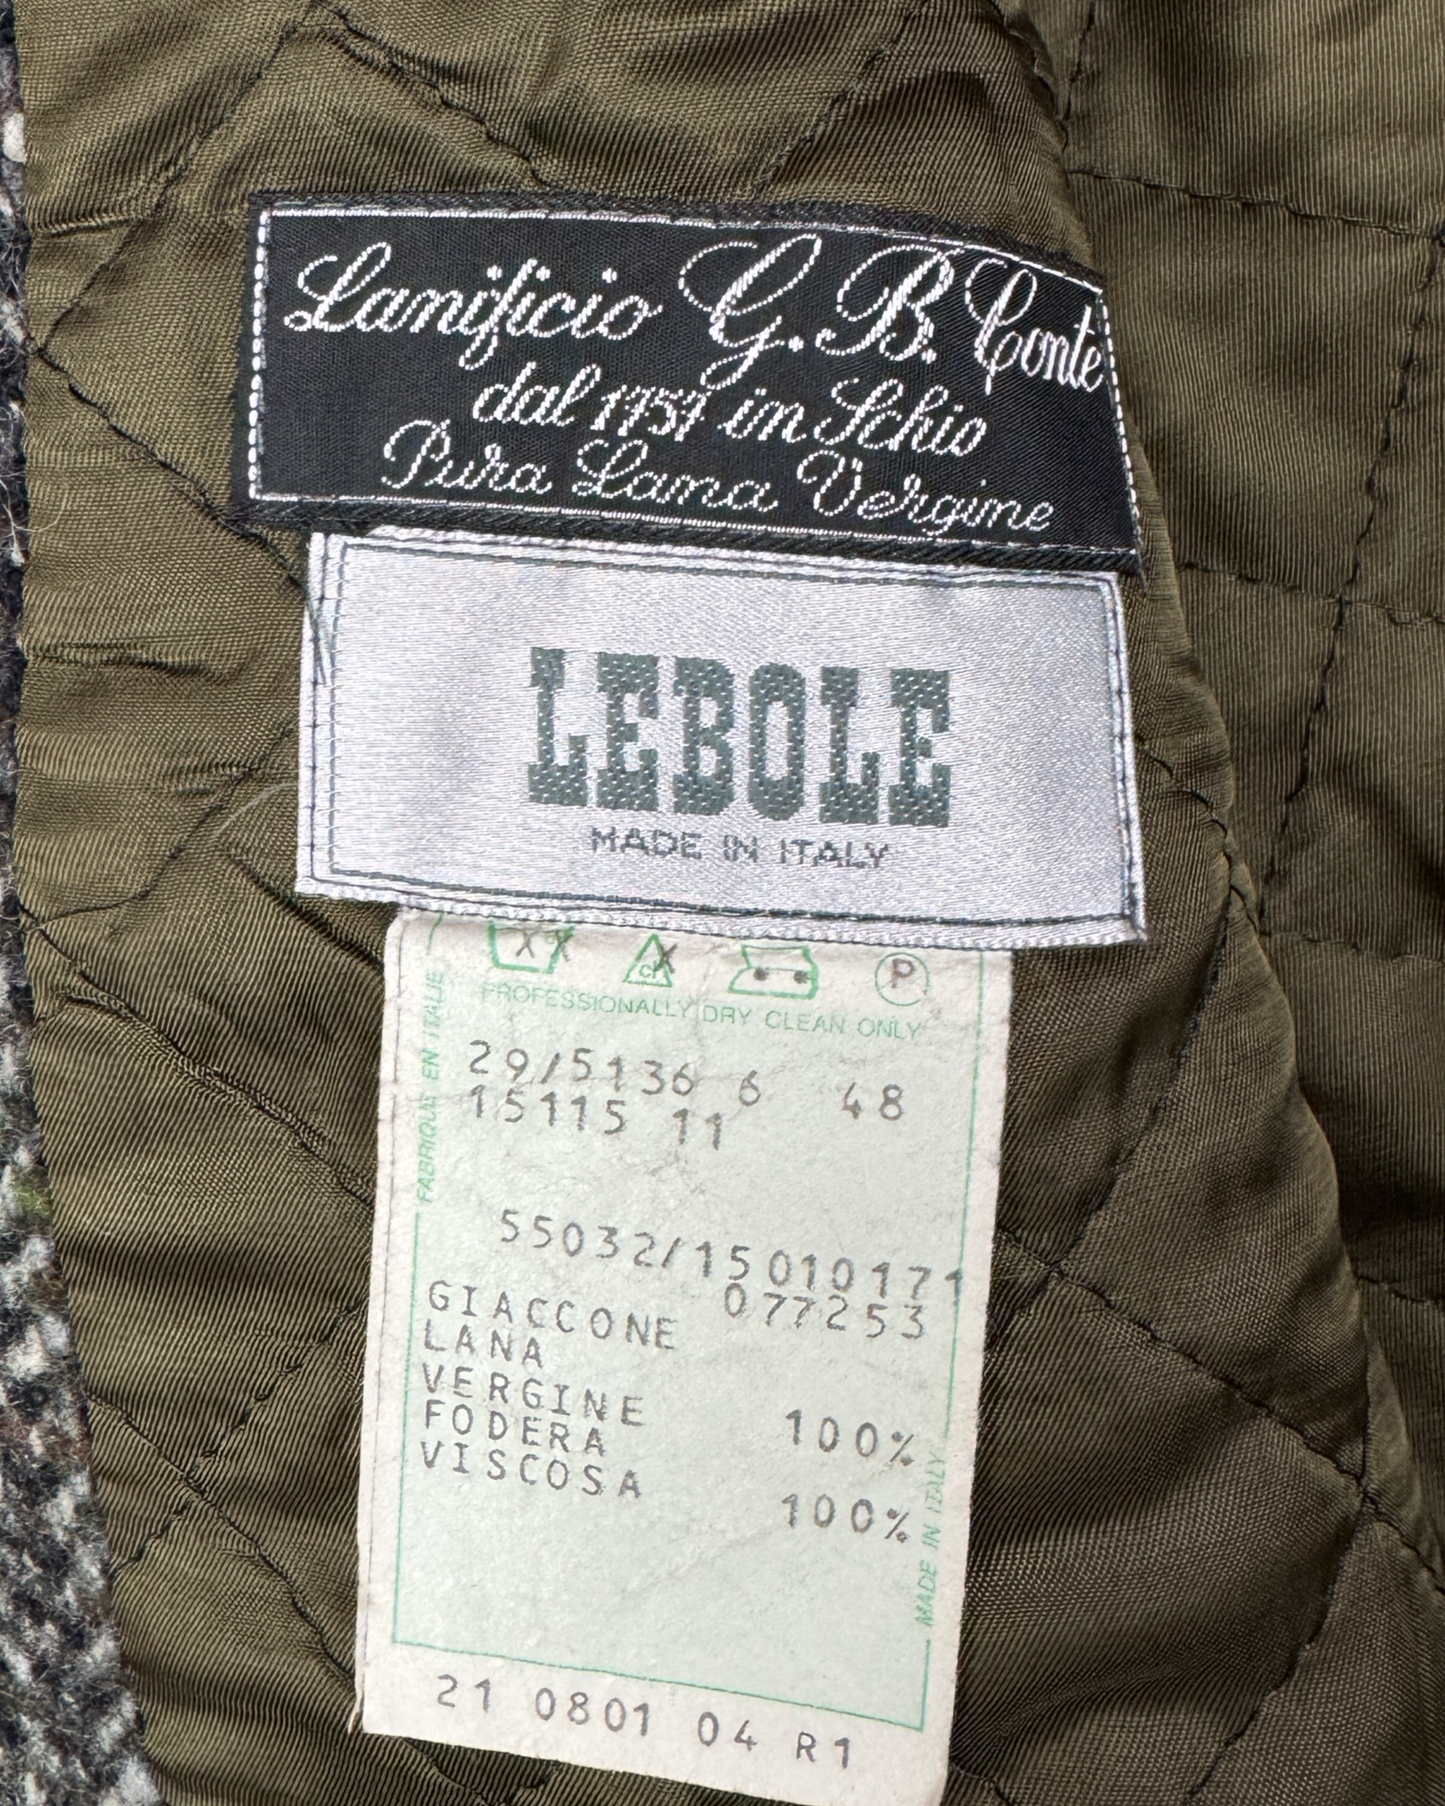 Lanificio G.B. Conte
dal 1757 in Schio
Pura Lana Vergine
LEBOLE
MADE IN ITALY
cl
P
PROFESSIONALLY DRY CLEAN ONLY
FABRIQUE EN ITALIE
29/5136 6 48
15115 11
55032/15010171
077253
GIACCONE
LANA
VERGINE 100%
FODERA
VISCOSA 100%
MADE IN ITALY
21 0801 04 R1